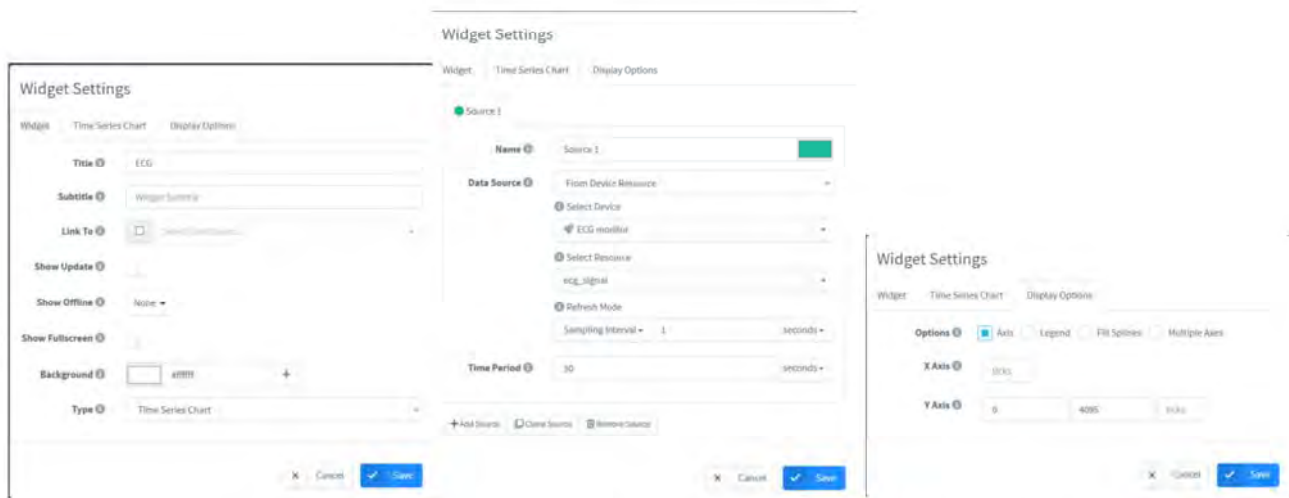 Widget Settings
Widget Time Series Chart Display Options
Title ECG
Subtitle Widget Subtitle
Link To
Show Update
Show Offline None
Show Fullscreen
Background #ffffff +
Type Time Series Chart
Cancel Save
Widget Settings
Widget Time Series Chart Display Options
Source 1
Name Source 1
Data Source From Device Resource
Select Device
ECG monitor
Select Resource
ecg_signal
Refresh Mode
Sampling Interval 1 seconds
Time Period 30 seconds
Add Source Clone Source Remove Source
Cancel Save
Widget Settings
Widget Time Series Chart Display Options
Options Axis Legend Fill Splines Multiple Axes
X Axis ticks
Y Axis 0 4095 ticks
Cancel Save